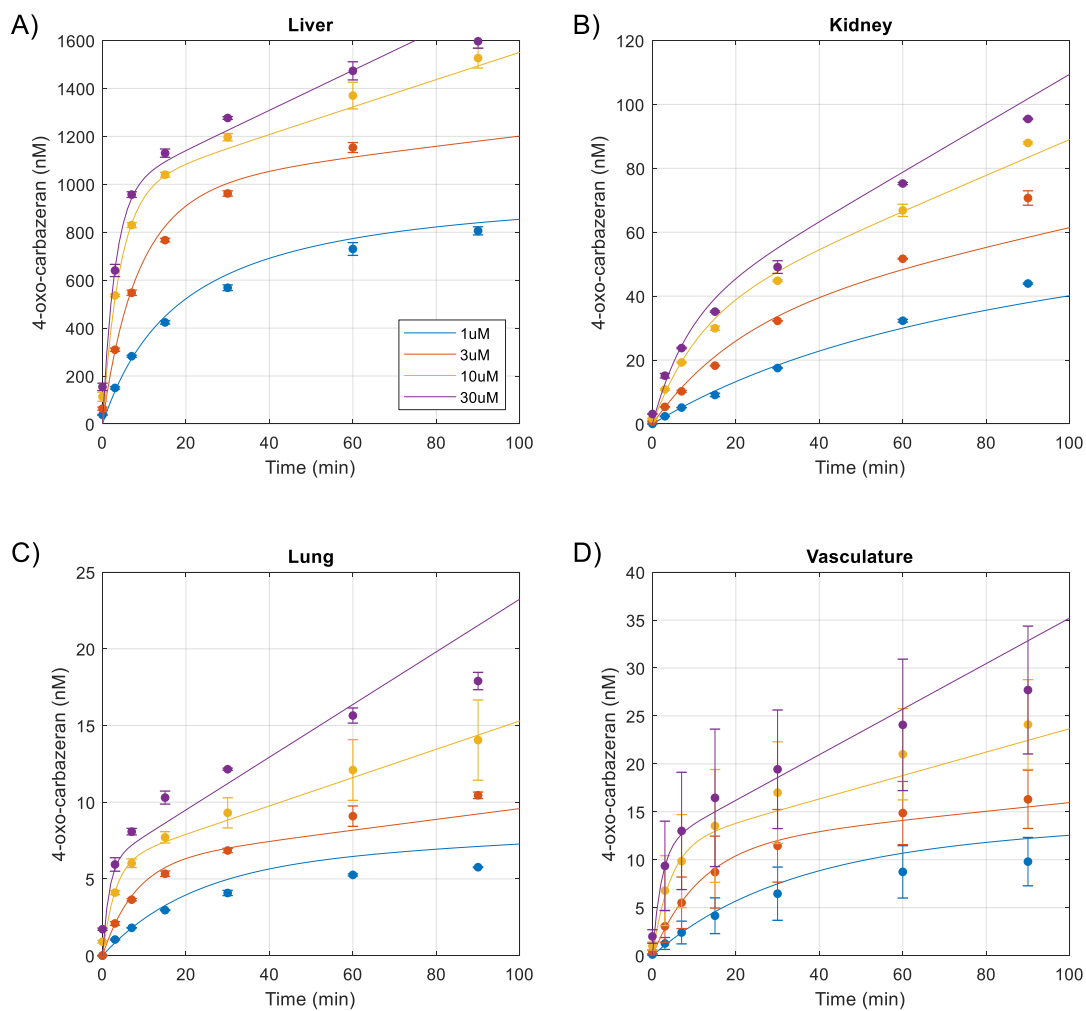 A)
Liver
4-oxo-carbazeran (nM)
1600
1400
1200
1000
800
600
400
200
0
0 20 40 60 80 100
Time (min)
1uM
3uM
10uM
30uM
B)
Kidney
4-oxo-carbazeran (nM)
120
100
80
60
40
20
0
0 20 40 60 80 100
Time (min)
C)
Lung
4-oxo-carbazeran (nM)
25
20
15
10
5
0
0 20 40 60 80 100
Time (min)
D)
Vasculature
4-oxo-carbazeran (nM)
40
35
30
25
20
15
10
5
0
0 20 40 60 80 100
Time (min)